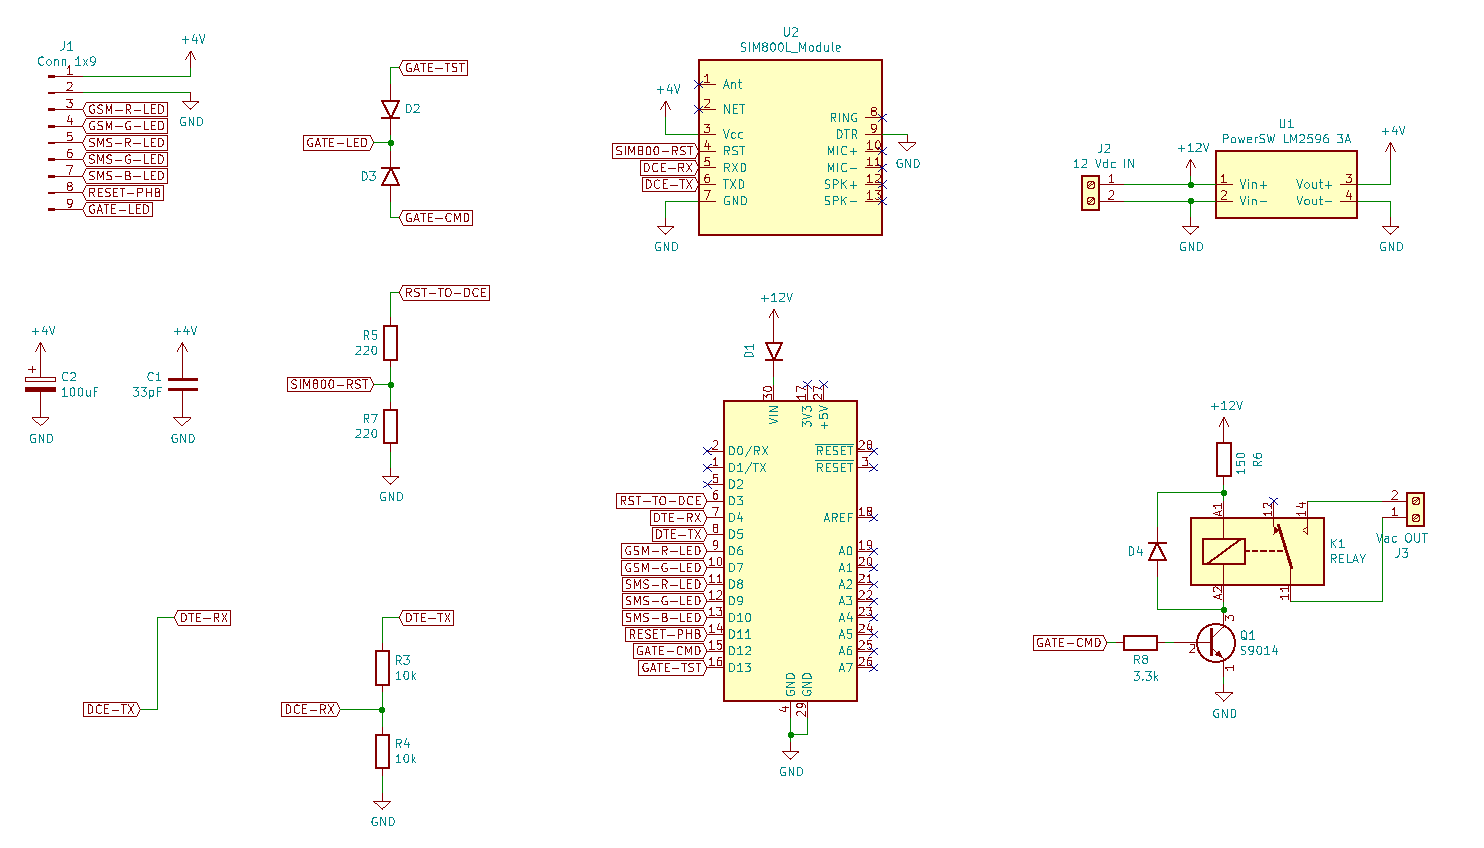 J1
Conn_1x9
+4V
1
2
3 GSM-R-LED
4 GSM-G-LED
5 SMS-R-LED
6 SMS-G-LED
7 SMS-B-LED
8 RESET-PHB
9 GATE-LED
GND
GATE-TST
D2
GATE-LED
D3
GATE-CMD
U2
SIM800L_Module
+4V
1 Ant
2 NET
3 Vcc
SIM800-RST 4 RST
DCE-RX 5 RXD
DCE-TX 6 TXD
7 GND
GND
RING 8
DTR 9
MIC+ 10
MIC- 11
SPK+ 12
SPK- 13
GND
J2
12 Vdc IN
1
2
+12V
GND
U1
PowerSW LM2596 3A
1 Vin+
2 Vin-
Vout+ 3
Vout- 4
+4V
GND
+4V
C2
100uF
GND
+4V
C1
33pF
GND
RST-TO-DCE
R5
220
SIM800-RST
R7
220
GND
+12V
D1
30 VIN
17 3V3
27 +5V
2 D0/RX
1 D1/TX
5 D2
RST-TO-DCE 6 D3
DTE-RX 7 D4
DTE-TX 8 D5
GSM-R-LED 9 D6
GSM-G-LED 10 D7
SMS-R-LED 11 D8
SMS-G-LED 12 D9
SMS-B-LED 13 D10
RESET-PHB 14 D11
GATE-CMD 15 D12
GATE-TST 16 D13
RESET 28
RESET 3
AREF 18
A0 19
A1 20
A2 21
A3 22
A4 23
A5 24
A6 25
A7 26
GND 4
GND 29
GND
+12V
150 R6
D4
A1
12
14
A2
11
K1
RELAY
2
1
Vac OUT
J3
GATE-CMD
R8
3.3k
2
3
1
Q1
S9014
GND
DTE-RX
DCE-TX
DTE-TX
R3
10k
DCE-RX
R4
10k
GND